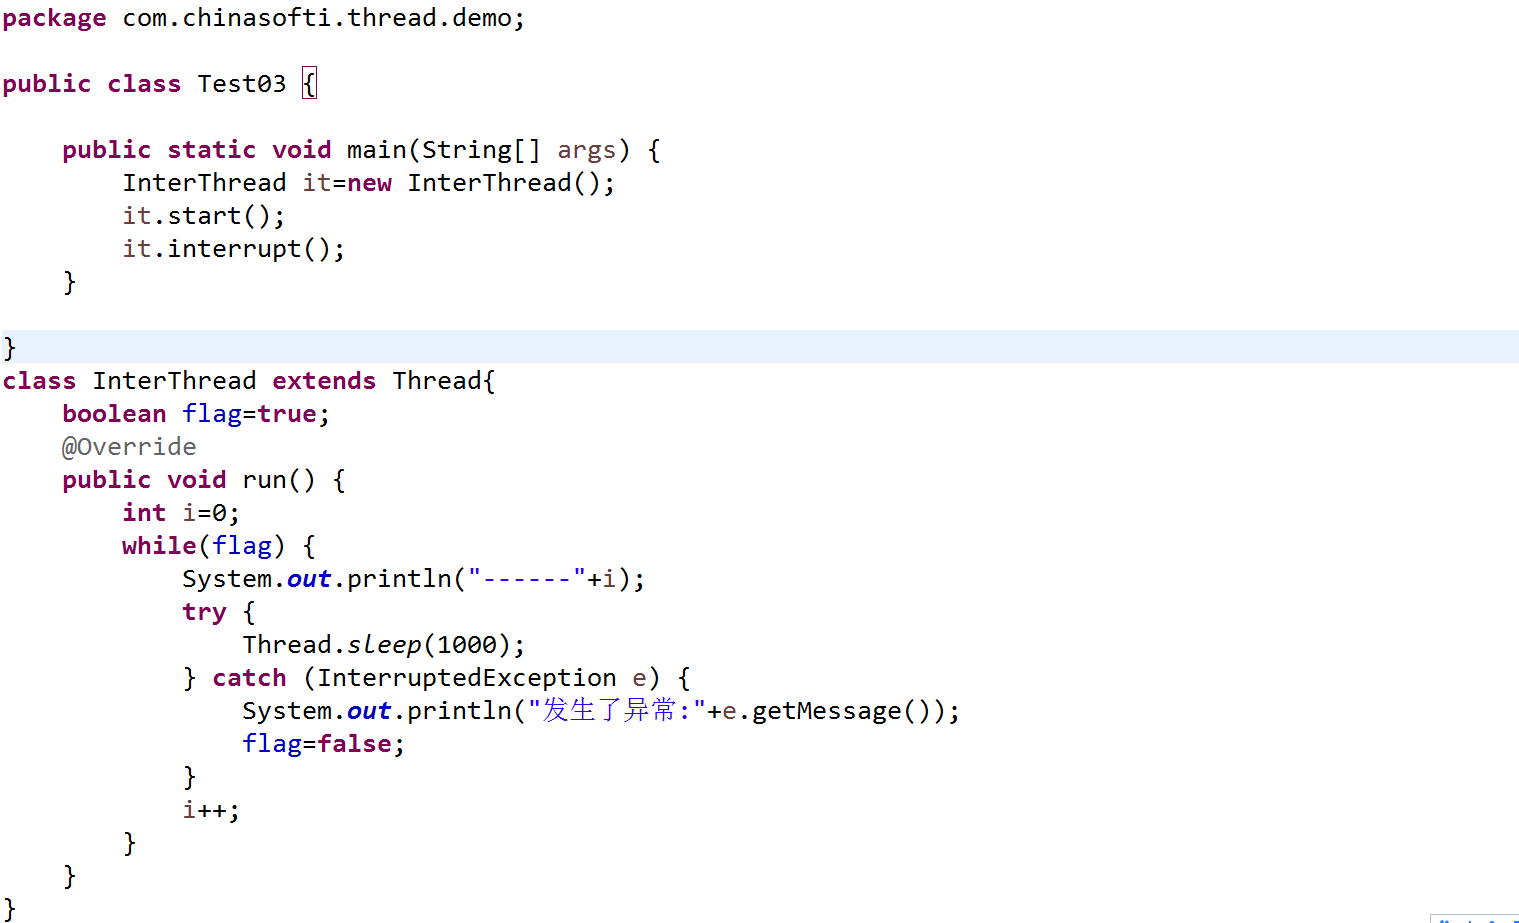 package com.chinasofti.thread.demo;
public class Test03 {
public static void main(String[] args) {
InterThread it=new InterThread();
it.start();
it.interrupt();
}
}
class InterThread extends Thread{
boolean flag=true;
@Override
public void run() {
int i=0;
while(flag) {
System.out.println("------"+i);
try {
Thread.sleep(1000);
} catch (InterruptedException e) {
System.out.println("发生了异常:"+e.getMessage());
flag=false;
}
i++;
}
}
}